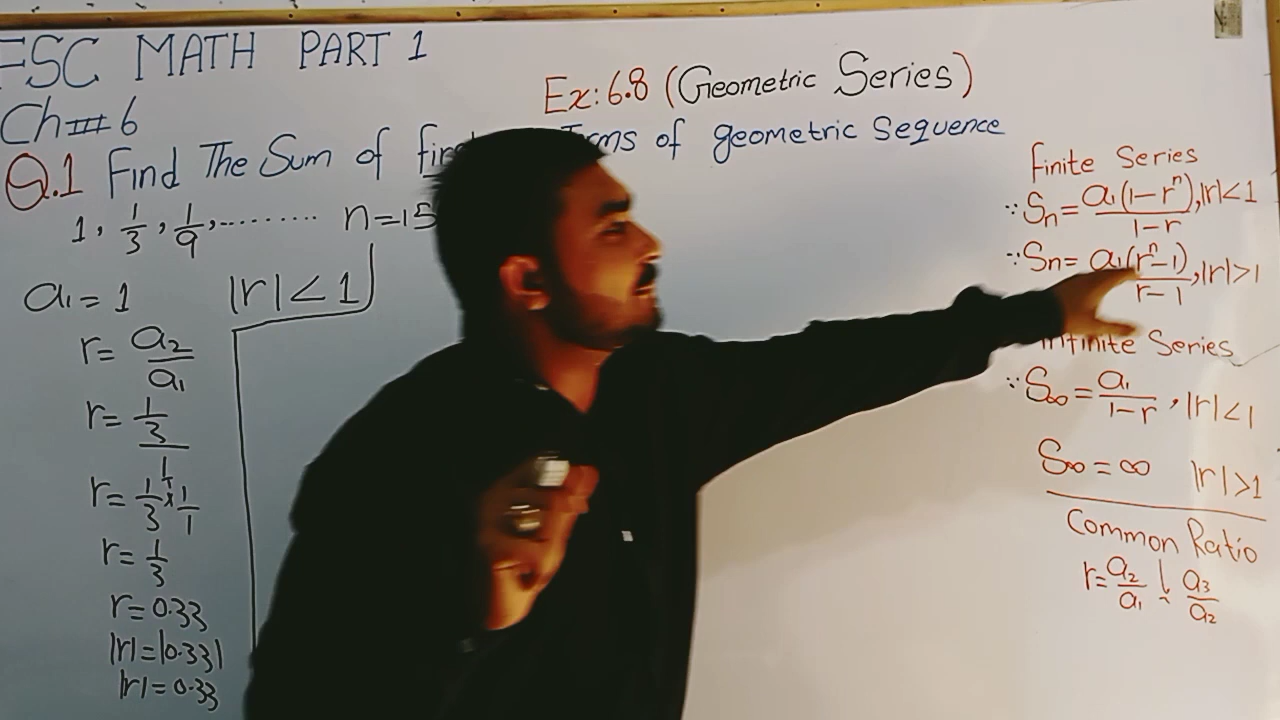 FSC MATH PART 1
Ch # 6
Ex: 6.8 (Geometric Series)
Q.1 Find The Sum of of geometric sequence
1, 1/3, 1/9, ......... n=15
a₁ = 1 |r| < 1
r = a₂/a₁
r = 1/3 / 1
r = 1/3 × 1/1
r = 1/3
r = 0.33
|r| = |0.33|
|r| = 0.33
Finite Series
∵ Sn = a₁(1-rⁿ)/1-r, |r| < 1
∵ Sn = a₁(rⁿ-1)/r-1, |r| > 1
Infinite Series
∵ S∞ = a₁/1-r, |r| < 1
S∞ = ∞ |r| > 1
Common Ratio
r = a₂/a₁ a₃/a₂